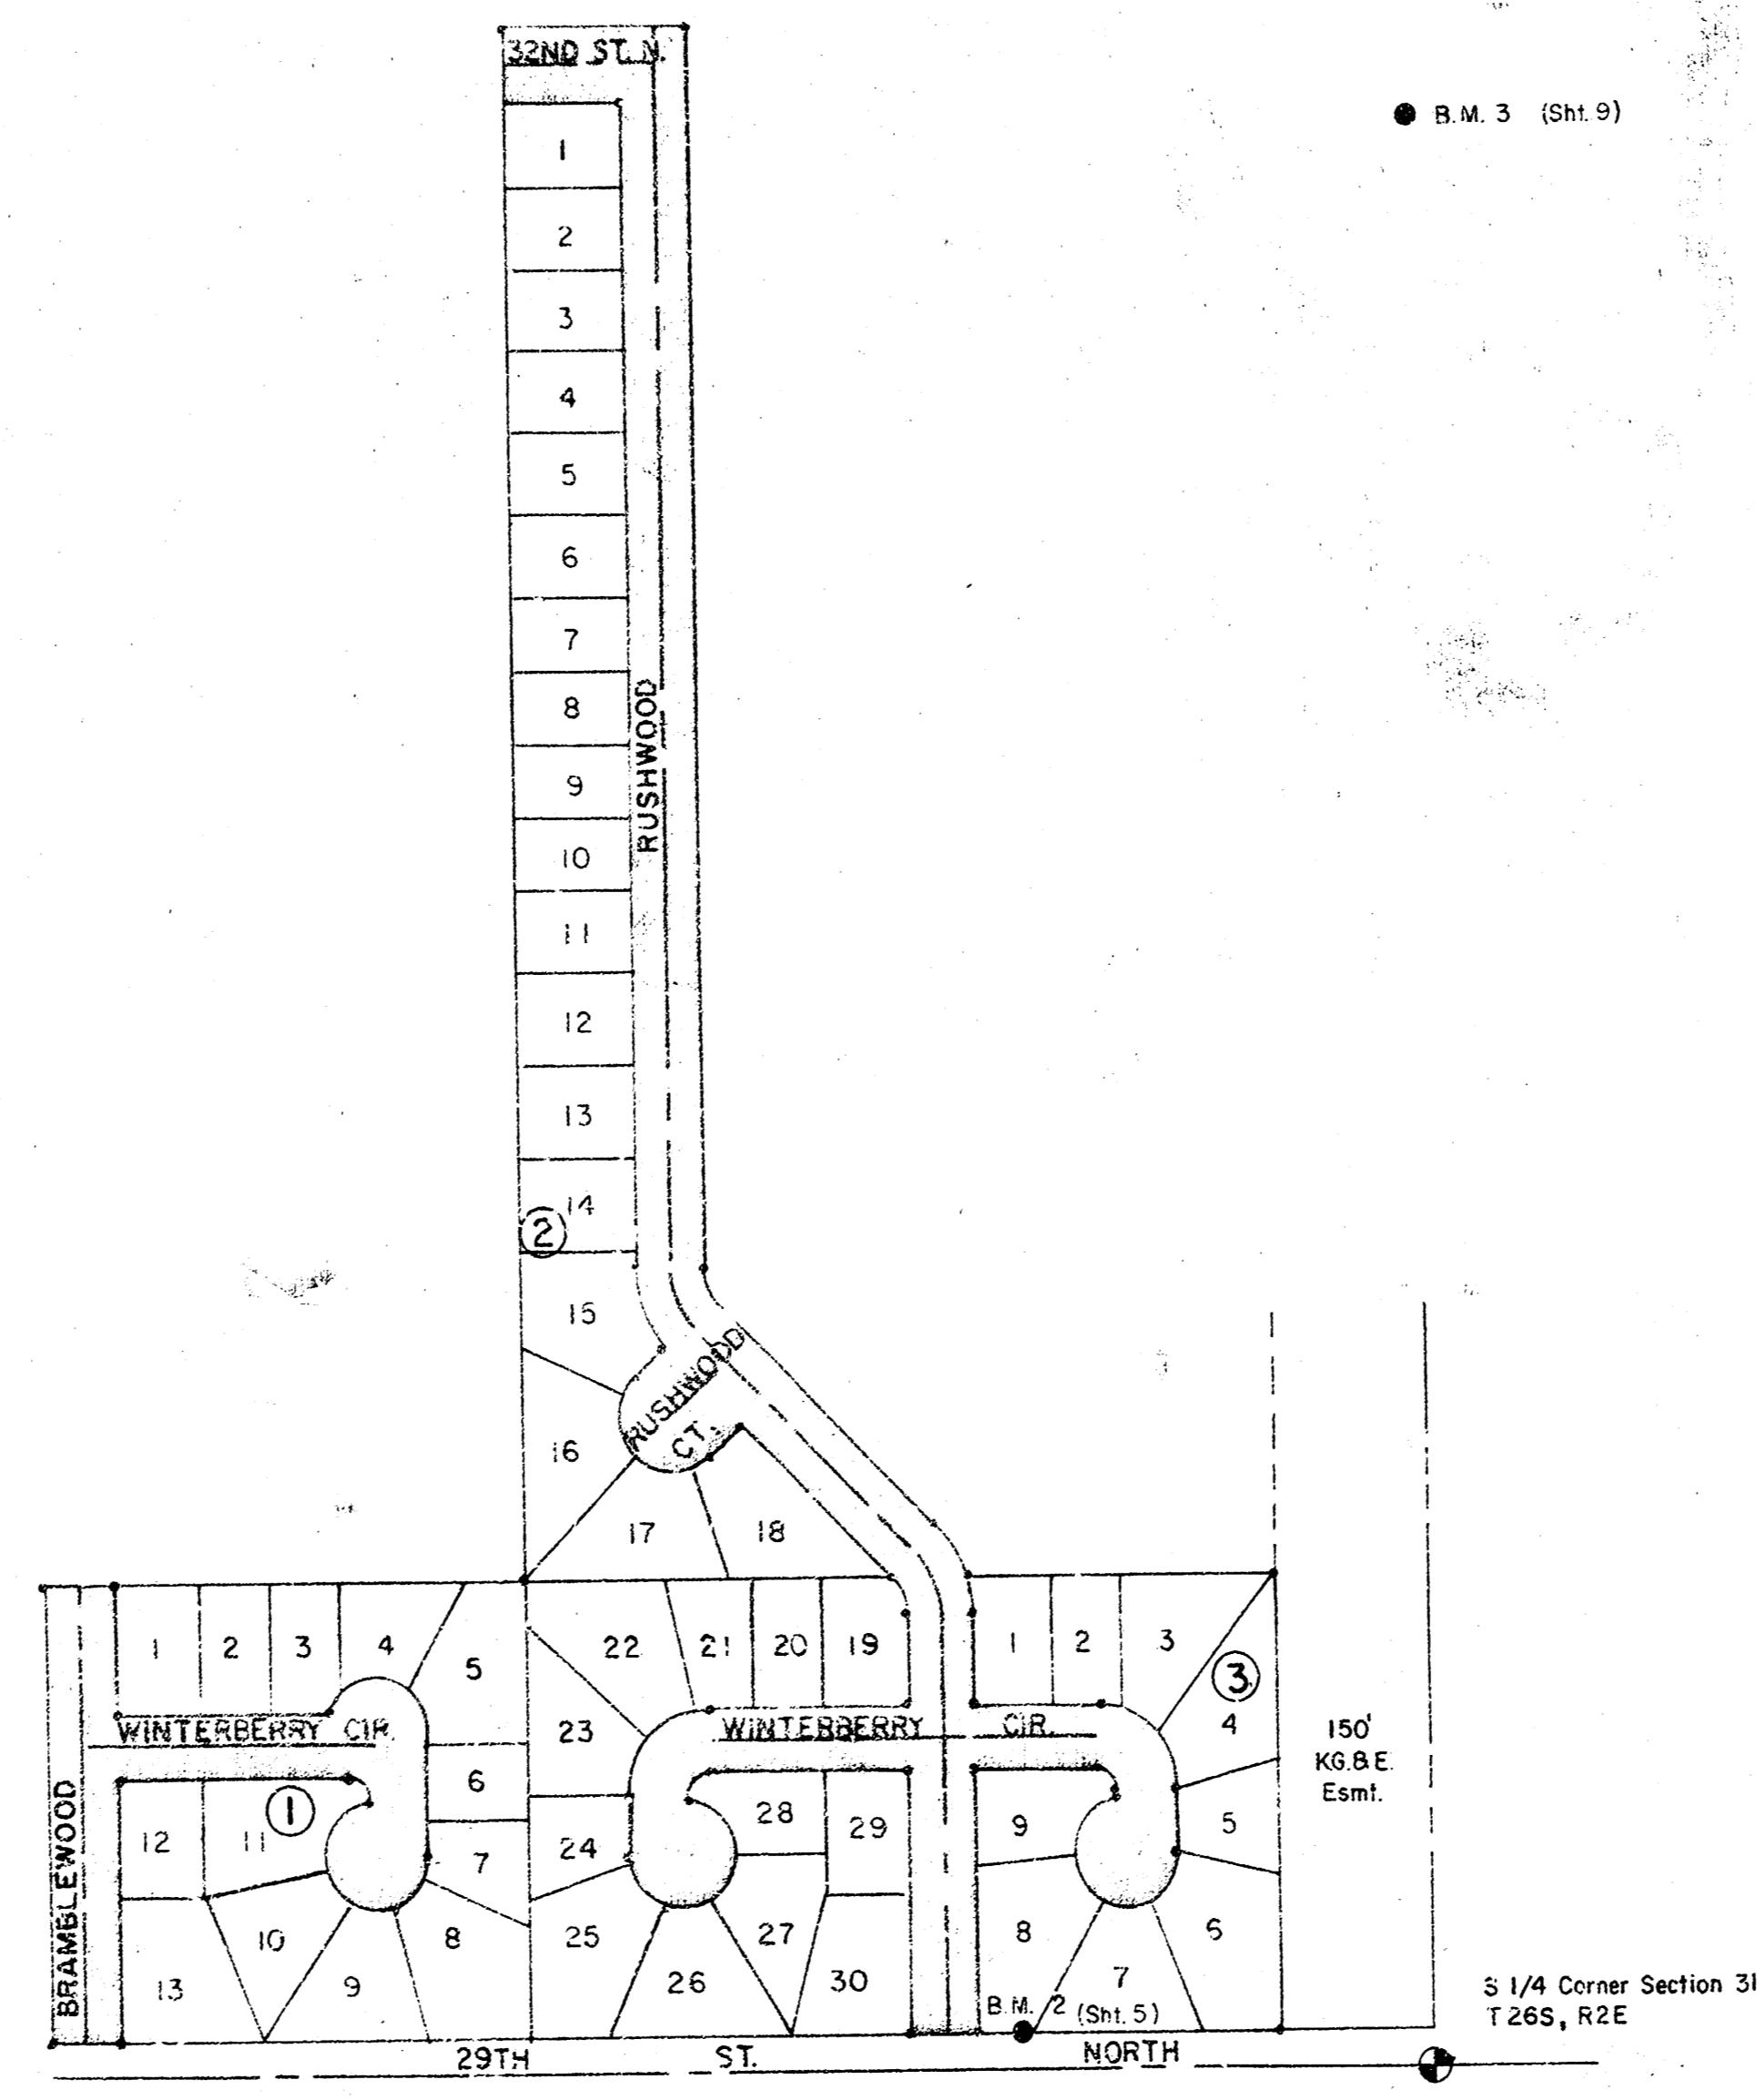 32ND ST. N.
B.M. 3 (Sht. 9)
1
2
3
4
5
6
7
8
9
10
11
12
13
14
2
15
16
17
18
RUSHWOOD
RUSHWOOD
CT.
1 2 3 4 5
22 21 20 19
1 2 3
3
WINTERBERRY CIR.
23
WINTERBERRY CIR.
4
150'
KG.& E.
Esmt.
BRAMBLEWOOD
12 11
1
6
7
24
28 29
9
5
13 10 9 8
25 26 27 30
8 7 6
B.M. 2 (Sht. 5)
S 1/4 Corner Section 31
T26S, R2E
29TH ST. NORTH